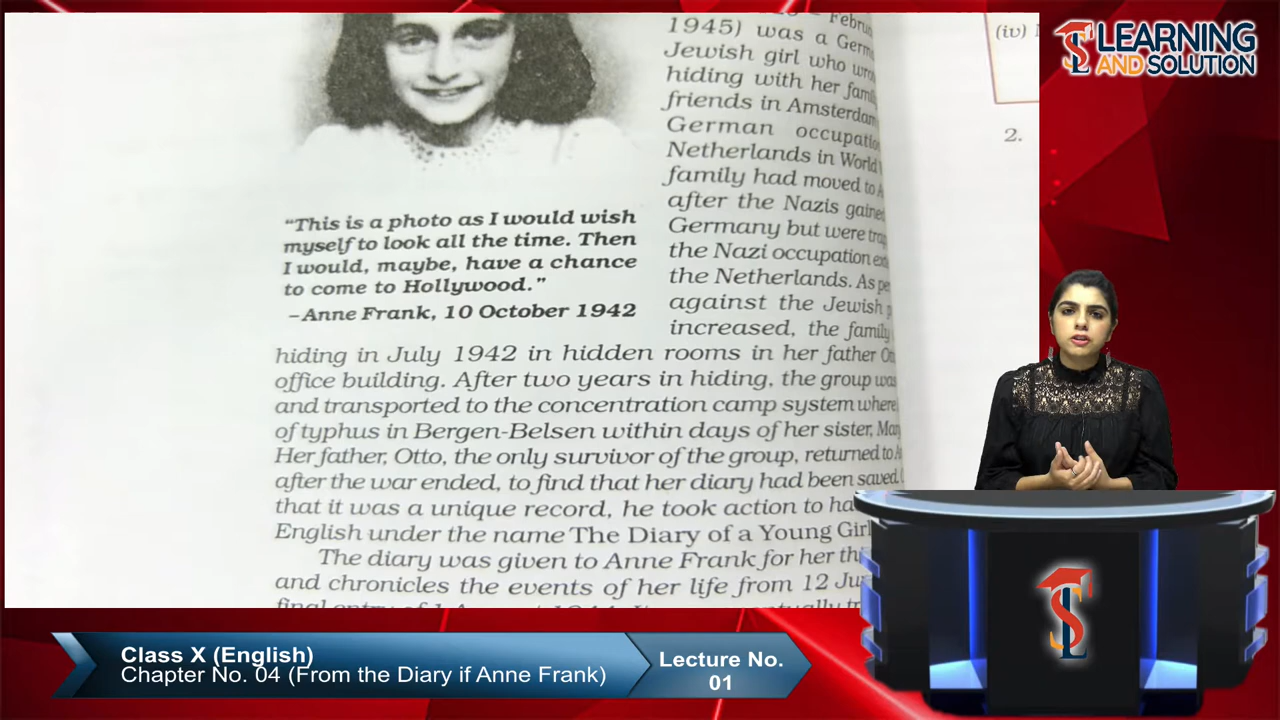 "This is a photo as I would wish
myself to look all the time. Then
I would, maybe, have a chance
to come to Hollywood."
–Anne Frank, 10 October 1942
1945) was a
Jewish girl who
hiding with her
friends in Amsterdam
German
Netherlands in World
family had moved to
after the Nazis gained
Germany but were
the Nazi occupation
the Netherlands. As
against the Jewish
increased, the family
hiding in July 1942 in hidden rooms in her father
office building. After two years in hiding, the group was
and transported to the concentration camp system where
of typhus in Bergen-Belsen within days of her sister,
Her father, Otto, the only survivor of the group, returned to
after the war ended, to find that her diary had been saved.
that it was a unique record, he took action to
English under the name The Diary of a Young Girl
The diary was given to Anne Frank for her
and chronicles the events of her life from 12
(iv)
2.
LEARNING
AND SOLUTION
Class X (English)
Chapter No. 04 (From the Diary if Anne Frank)
Lecture No.
01